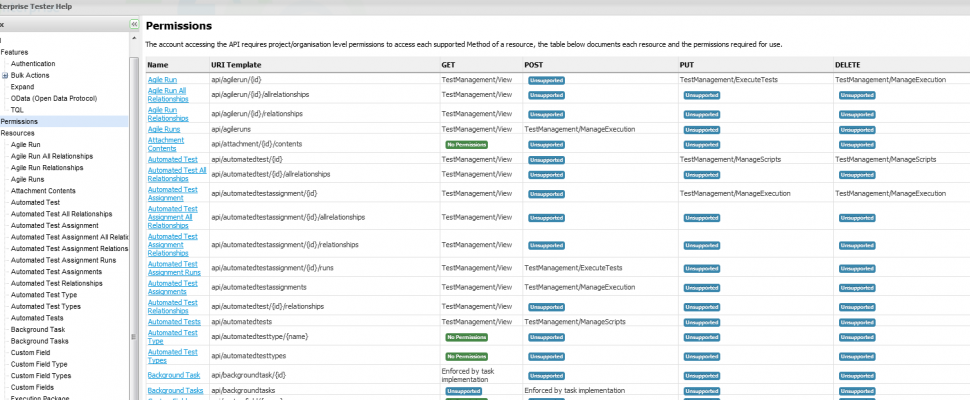 terprise Tester Help
Features
Authentication
Bulk Actions
Expand
OData (Open Data Protocol)
TQL
Permissions
Resources
Agile Run
Agile Run All Relationships
Agile Run Relationships
Agile Runs
Attachment Contents
Automated Test
Automated Test All Relationships
Automated Test Assignment
Automated Test Assignment All Relatio
Automated Test Assignment Relations
Automated Test Assignment Runs
Automated Test Assignments
Automated Test Relationships
Automated Test Type
Automated Test Types
Automated Tests
Background Task
Background Tasks
Custom Field
Custom Field Type
Custom Field Types
Custom Fields
Execution Package
Permissions
The account accessing the API requires project/organisation level permissions to access each supported Method of a resource, the table below documents each resource and the permissions required for use.
Name URI Template GET POST PUT DELETE
Agile Run api/agilerun/{id} TestManagement/View Unsupported TestManagement/ExecuteTests TestManagement/ManageExecution
Agile Run All
Relationships api/agilerun/{id}/allrelationships TestManagement/View Unsupported Unsupported Unsupported
Agile Run
Relationships api/agilerun/{id}/relationships TestManagement/View Unsupported Unsupported Unsupported
Agile Runs api/agileruns TestManagement/View TestManagement/ManageExecution Unsupported Unsupported
Attachment
Contents api/attachment/{id}/contents No Permissions Unsupported Unsupported Unsupported
Automated Test api/automatedtest/{id} TestManagement/View Unsupported TestManagement/ManageScripts TestManagement/ManageScripts
Automated Test All
Relationships api/automatedtest/{id}/allrelationships TestManagement/View Unsupported Unsupported Unsupported
Automated Test
Assignment api/automatedtestassignment/{id} TestManagement/View Unsupported TestManagement/ManageExecution TestManagement/ManageExecution
Automated Test
Assignment All
Relationships api/automatedtestassignment/{id}/allrelationships TestManagement/View Unsupported Unsupported Unsupported
Automated Test
Assignment
Relationships api/automatedtestassignment/{id}/relationships TestManagement/View Unsupported Unsupported Unsupported
Automated Test
Assignment Runs api/automatedtestassignment/{id}/runs TestManagement/View TestManagement/ExecuteTests Unsupported Unsupported
Automated Test
Assignments api/automatedtestassignments TestManagement/View TestManagement/ManageExecution Unsupported Unsupported
Automated Test
Relationships api/automatedtest/{id}/relationships TestManagement/View Unsupported Unsupported Unsupported
Automated Tests api/automatedtests TestManagement/View TestManagement/ManageScripts Unsupported Unsupported
Automated Test
Type api/automatedtesttype/{name} No Permissions Unsupported Unsupported Unsupported
Automated Test
Types api/automatedtesttypes No Permissions Unsupported Unsupported Unsupported
Background Task api/backgroundtask/{id} Enforced by task
implementation Unsupported Unsupported Unsupported
Background Tasks api/backgroundtasks Unsupported Enforced by task implementation Unsupported Unsupported